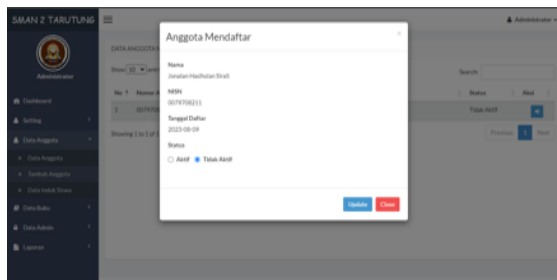 SMAN 2 TARUTUNG
Administrator
Administrator
Dashboard
Setting
Data Anggota
Data Anggota
Tambah Anggota
Data Induk Siswa
Data Buku
Data Admin
Laporan
DATA ANGGOTA
Show 10
Search:
No
Status
Aksi
1
Tidak Aktif
Showing 1 to 1 of 1
Previous 1 Next
Anggota Mendaftar
×
Nama
Jonatan Hasiholan Sirait
NISN
0079708211
Tanggal Daftar
2023-08-09
Status
Aktif Tidak Aktif
Update Close